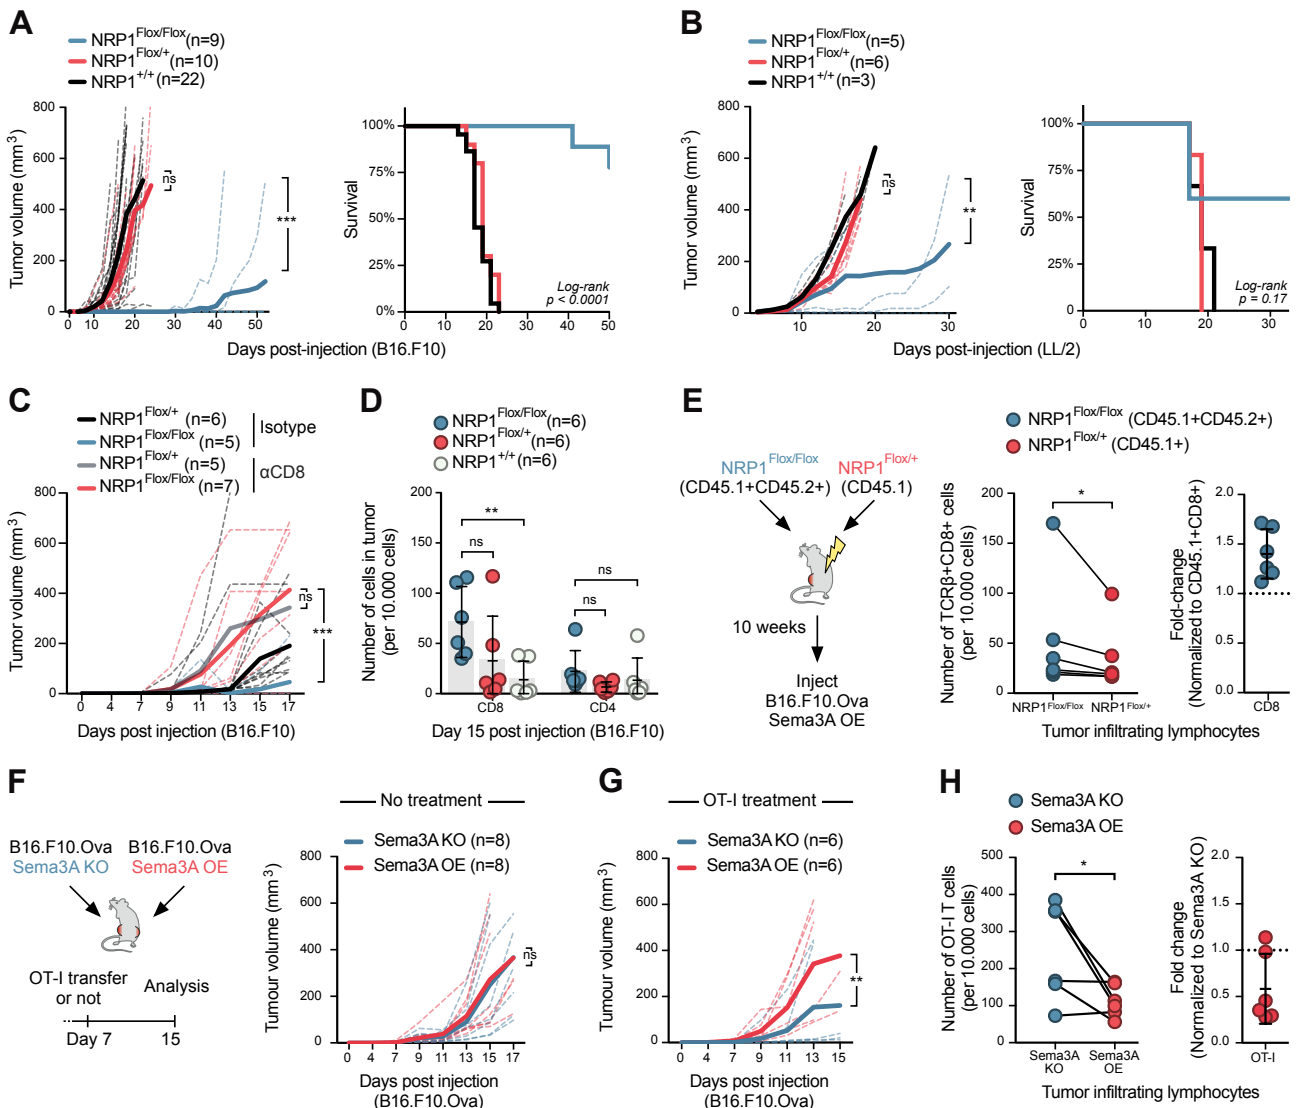 A
NRP1Flox/Flox (n=9)
NRP1Flox/+ (n=10)
NRP1+/+ (n=22)
Tumor volume (mm3)
800
600
400
200
0
ns
***
0 10 20 30 40 50
Survival
100%
75%
50%
25%
0
Log-rank
p < 0.0001
0 10 20 30 40 50
Days post-injection (B16.F10)
B
NRP1Flox/Flox (n=5)
NRP1Flox/+ (n=6)
NRP1+/+ (n=3)
Tumor volume (mm3)
800
600
400
200
0
ns
**
10 20 30
Survival
100%
75%
50%
25%
0
Log-rank
p = 0.17
0 10 20 30
Days post-injection (LL/2)
C
NRP1Flox/+ (n=6)
NRP1Flox/Flox (n=5)
Isotype
NRP1Flox/+ (n=5)
NRP1Flox/Flox (n=7)
αCD8
Tumor volume (mm3)
800
600
400
200
0
ns
***
0 4 7 9 11 13 15 17
Days post injection (B16.F10)
D
NRP1Flox/Flox (n=6)
NRP1Flox/+ (n=6)
NRP1+/+ (n=6)
Number of cells in tumor
(per 10.000 cells)
200
150
100
50
0
**
ns
ns
ns
CD8 CD4
Day 15 post injection (B16.F10)
E
NRP1Flox/Flox
(CD45.1+CD45.2+)
NRP1Flox/+
(CD45.1)
10 weeks
Inject
B16.F10.Ova
Sema3A OE
NRP1Flox/Flox (CD45.1+CD45.2+)
NRP1Flox/+ (CD45.1+)
Number of TCRβ+CD8+ cells
(per 10.000 cells)
200
150
100
50
0
*
NRP1Flox/Flox NRP1Flox/+
Fold-change
(Normalized to CD45.1+CD8+)
2.0
1.5
1.0
0.5
0.0
CD8
Tumor infiltrating lymphocytes
F
B16.F10.Ova
Sema3A KO
B16.F10.Ova
Sema3A OE
OT-I transfer
or not
Analysis
Day 7 15
No treatment
Sema3A KO (n=8)
Sema3A OE (n=8)
Tumour volume (mm3)
800
600
400
200
0
ns
0 4 7 9 11 13 15 17
Days post injection
(B16.F10.Ova)
G
OT-I treatment
Sema3A KO (n=6)
Sema3A OE (n=6)
Tumour volume (mm3)
800
600
400
200
0
**
0 4 7 9 11 13 15
Days post injection
(B16.F10.Ova)
H
Sema3A KO
Sema3A OE
Number of OT-I T cells
(per 10.000 cells)
500
400
300
200
100
0
*
Sema3A
KO
Sema3A
OE
Fold change
(Normalized to Sema3A KO)
2.0
1.5
1.0
0.5
0.0
OT-I
Tumor infiltrating lymphocytes